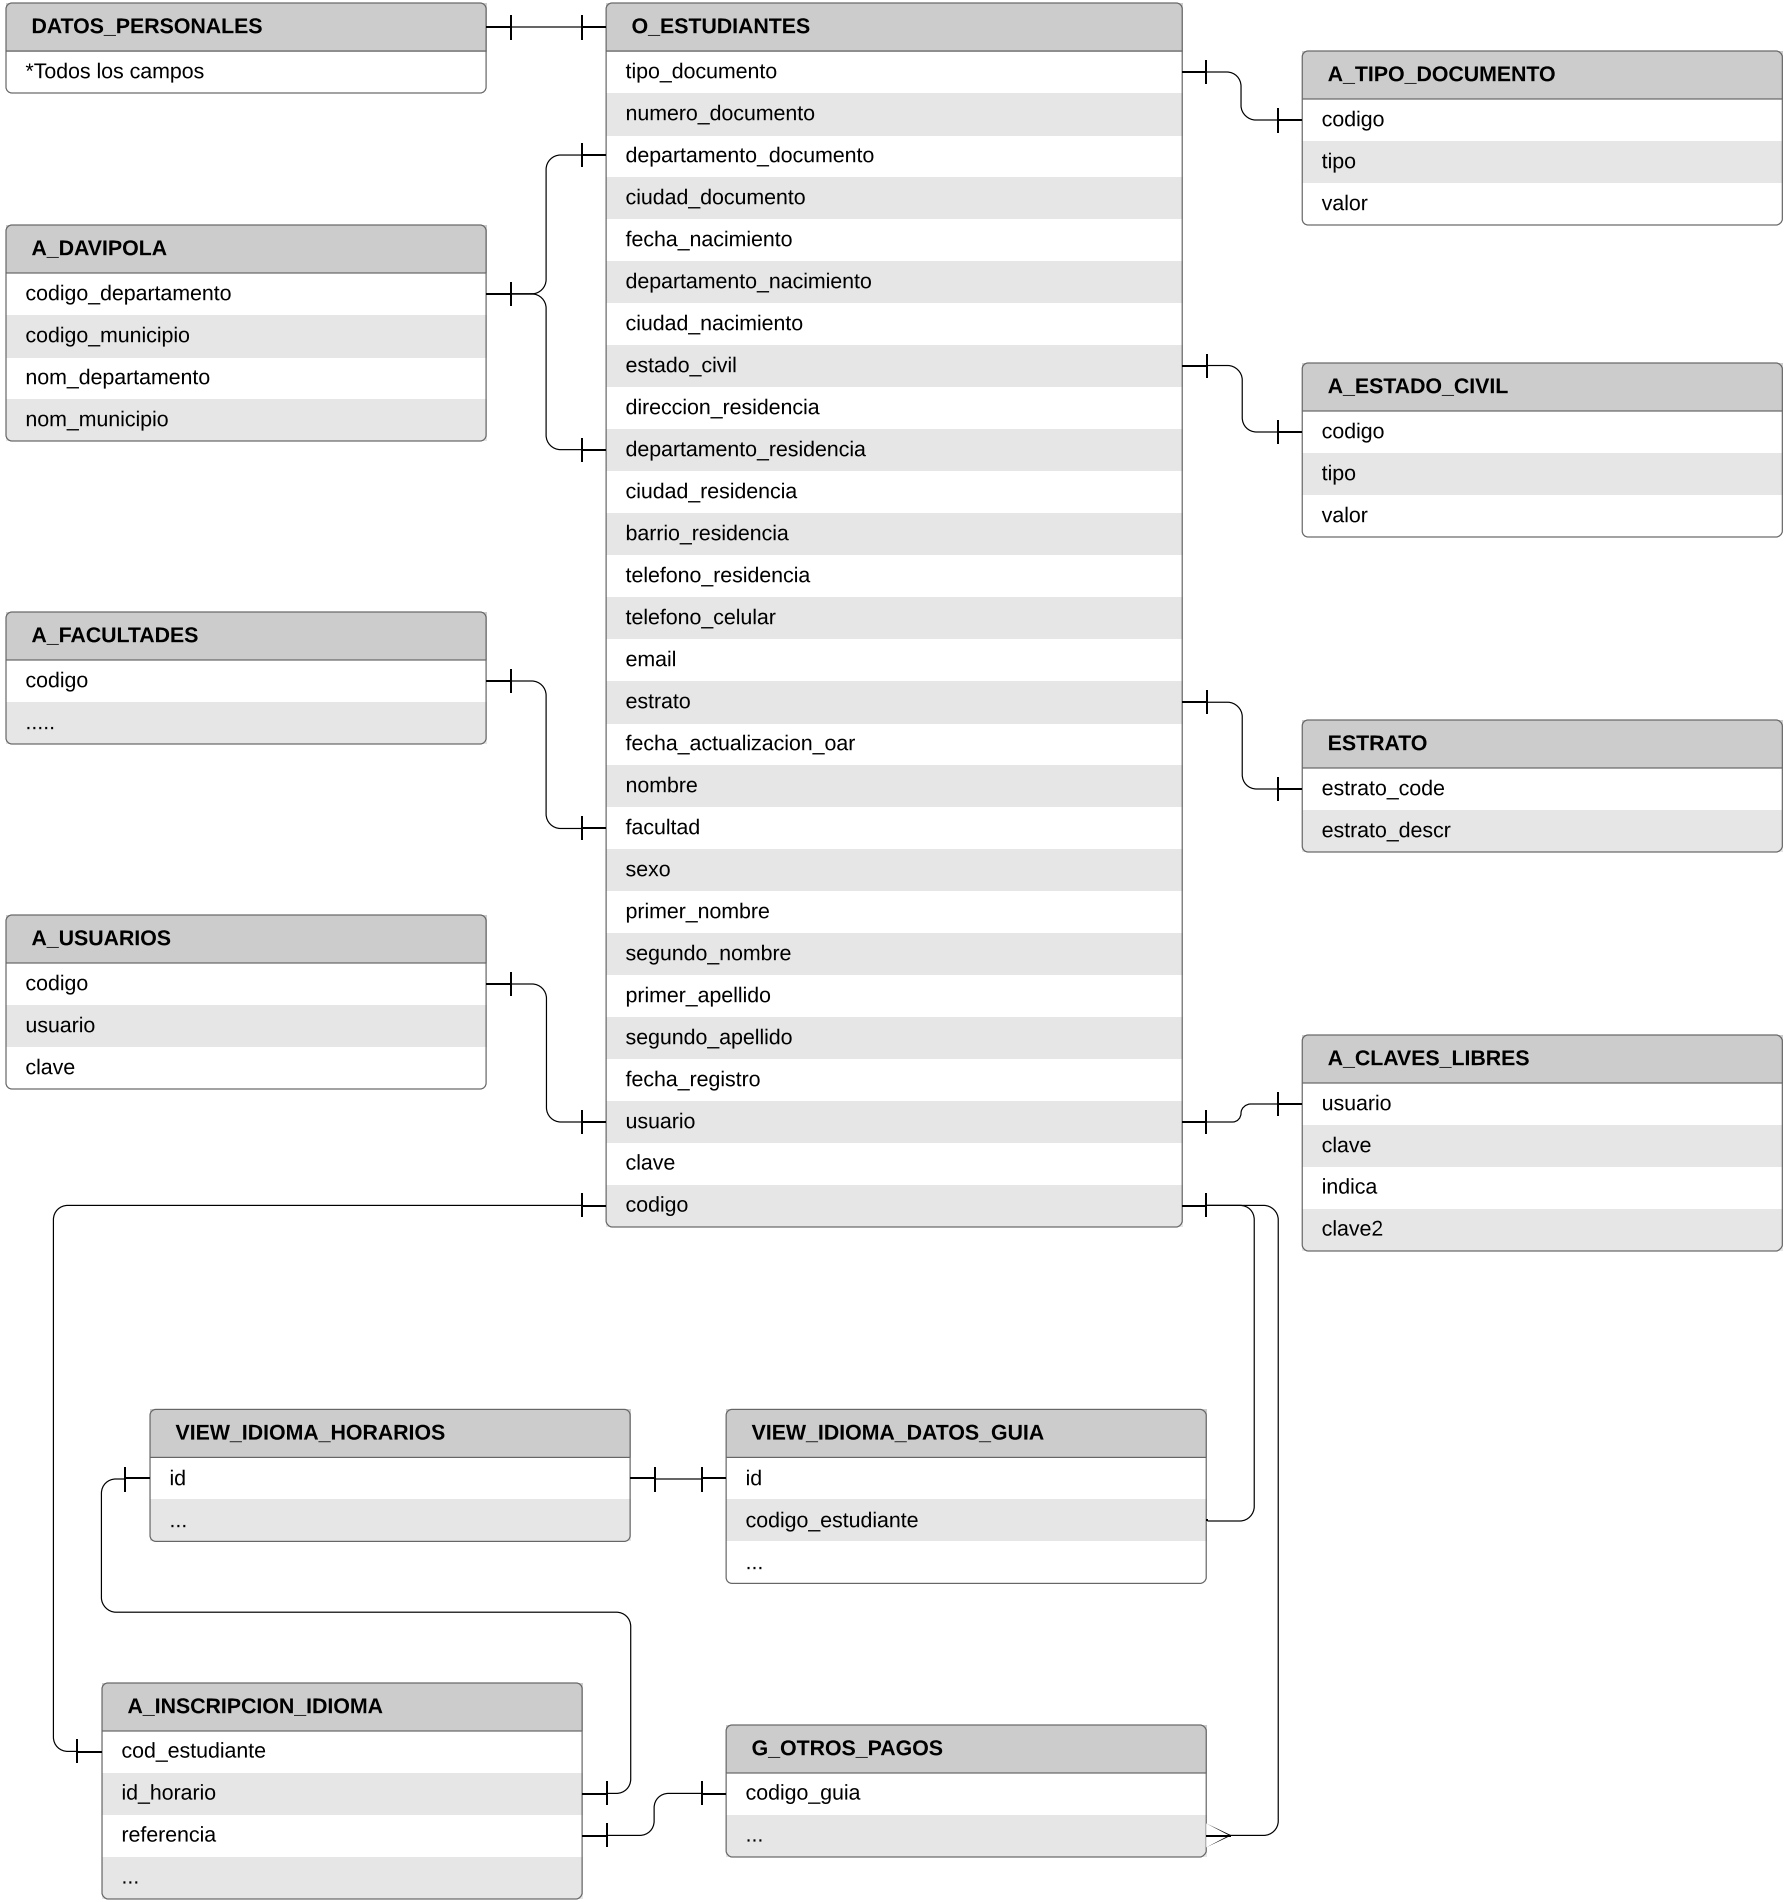 DATOS_PERSONALES
*Todos los campos
A_DAVIPOLA
codigo_departamento
codigo_municipio
nom_departamento
nom_municipio
A_FACULTADES
codigo
.....
A_USUARIOS
codigo
usuario
clave
O_ESTUDIANTES
tipo_documento
numero_documento
departamento_documento
ciudad_documento
fecha_nacimiento
departamento_nacimiento
ciudad_nacimiento
estado_civil
direccion_residencia
departamento_residencia
ciudad_residencia
barrio_residencia
telefono_residencia
telefono_celular
email
estrato
fecha_actualizacion_oar
nombre
facultad
sexo
primer_nombre
segundo_nombre
primer_apellido
segundo_apellido
fecha_registro
usuario
clave
codigo
A_TIPO_DOCUMENTO
codigo
tipo
valor
A_ESTADO_CIVIL
codigo
tipo
valor
ESTRATO
estrato_code
estrato_descr
A_CLAVES_LIBRES
usuario
clave
indica
clave2
VIEW_IDIOMA_HORARIOS
id
...
VIEW_IDIOMA_DATOS_GUIA
id
codigo_estudiante
...
A_INSCRIPCION_IDIOMA
cod_estudiante
id_horario
referencia
...
G_OTROS_PAGOS
codigo_guia
...